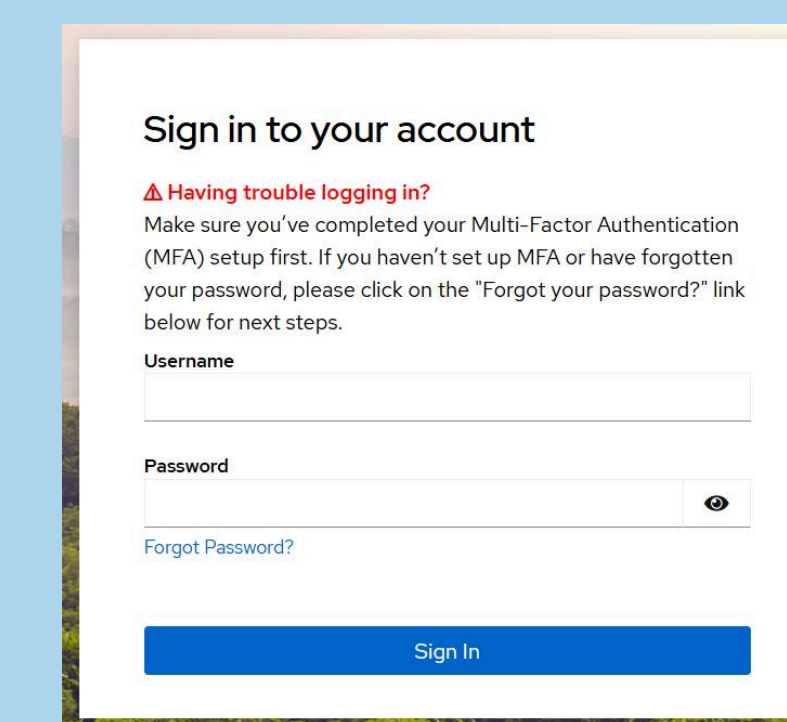 Sign in to your account
⚠ Having trouble logging in?
Make sure you’ve completed your Multi-Factor Authentication
(MFA) setup first. If you haven’t set up MFA or have forgotten
your password, please click on the "Forgot your password?" link
below for next steps.
Username
Password
Forgot Password?
Sign In